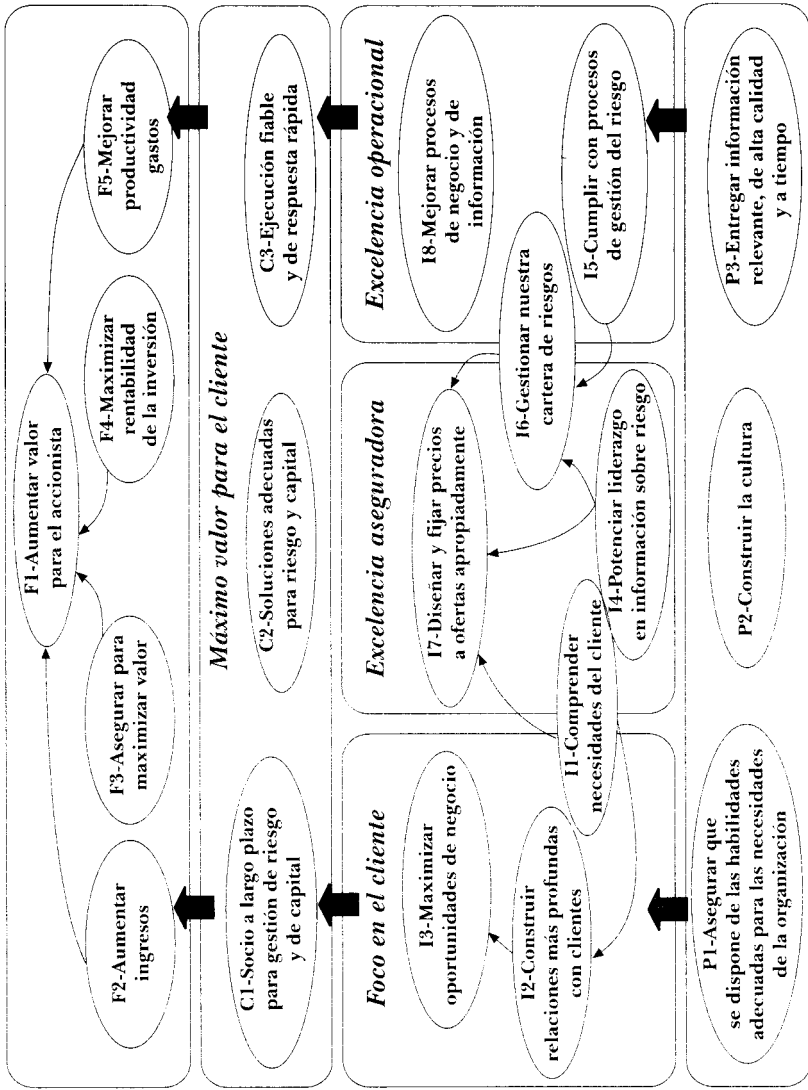 F1-Aumentar valor
para el accionista
F2-Aumentar
ingresos
F3-Asegurar para
maximizar valor
F4-Maximizar
rentabilidad
de la inversión
F5-Mejorar
productividad
gastos
Máximo valor para el cliente
C1-Socio a largo plazo
para gestión de riesgo
y de capital
C2-Soluciones adecuadas
para riesgo y capital
C3-Ejecución fiable
y de respuesta rápida
Foco en el cliente
I3-Maximizar
oportunidades de negocio
I2-Construir
relaciones más profundas
con clientes
I1-Comprender
necesidades del cliente
Excelencia aseguradora
I7-Diseñar y fijar precios
a ofertas apropiadamente
I6-Gestionar nuestra
cartera de riesgos
I4-Potenciar liderazgo
en información sobre riesgo
Excelencia operacional
I8-Mejorar procesos
de negocio y de
información
I5-Cumplir con procesos
de gestión del riesgo
P1-Asegurar que
se dispone de las habilidades
adecuadas para las necesidades
de la organización
P2-Construir la cultura
P3-Entregar información
relevante, de alta calidad
y a tiempo